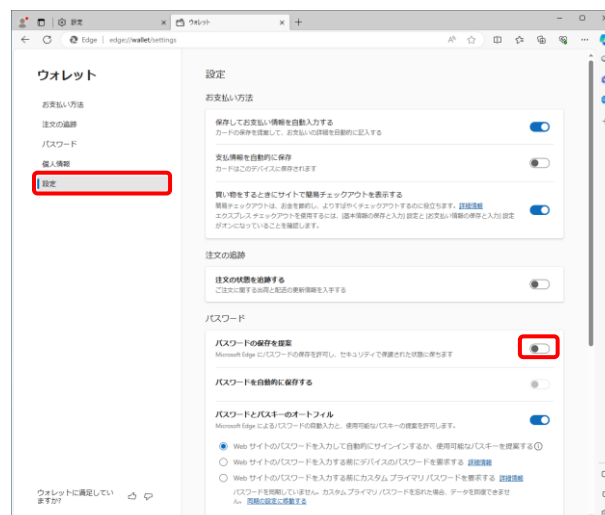 設定
ウォレット
Edge
edge://wallet/settings
ウォレット
お支払い方法
注文の追跡
パスワード
個人情報
設定
設定
お支払い方法
保存してお支払い情報を自動入力する
カードの保存を提案して、お支払いの詳細を自動的に記入する
支払情報を自動的に保存
カードはこのデバイスに保存されます
買い物をするときにサイトで簡易チェックアウトを表示する
簡易チェックアウトは、お金を節約し、よりすばやくチェックアウトするのに役立ちます。詳細情報
エクスプレス チェックアウトを使用するには、[基本情報の保存と入力] 設定と [お支払い情報の保存と入力] 設定
がオンになっていることを確認します。
注文の追跡
注文の状態を追跡する
ご注文に関する出荷と配送の更新情報を入手する
パスワード
パスワードの保存を提案
Microsoft Edge にパスワードの保存を許可し、セキュリティで保護された状態に保ちます
パスワードを自動的に保存する
パスワードとパスキーのオートフィル
Microsoft Edge によるパスワードの自動入力と、使用可能なパスキーの提案を許可します。
Web サイトのパスワードを入力して自動的にサインインするか、使用可能なパスキーを提案する
Web サイトのパスワードを入力する前にデバイスのパスワードを要求する 詳細情報
Web サイトのパスワードを入力する前にカスタム プライマリ パスワードを要求する 詳細情報
パスワードを同期していません。カスタム プライマリ パスワードを忘れた場合、データを回復できませ
ん。 同期の設定に移動する
ウォレットに満足してい
ますか?